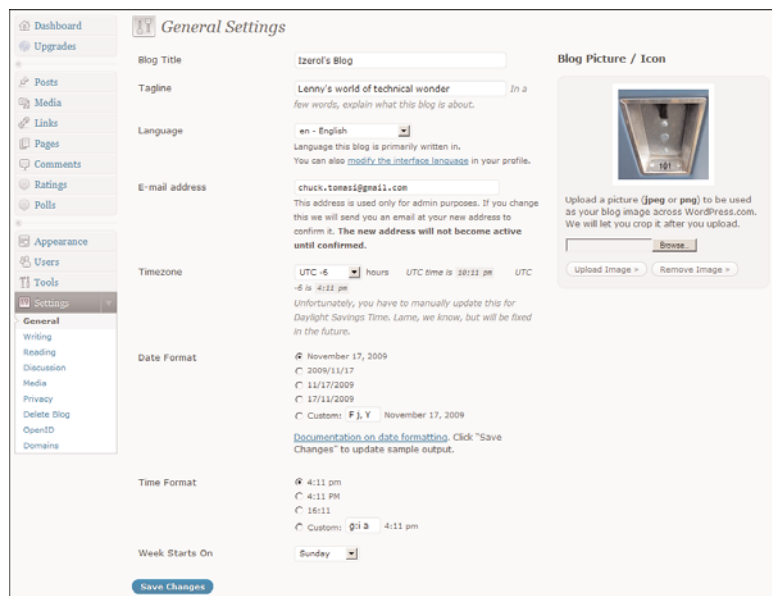 Dashboard
Upgrades
Posts
Media
Links
Pages
Comments
Ratings
Polls
Appearance
Users
Tools
Settings
General
Writing
Reading
Discussion
Media
Privacy
Delete Blog
OpenID
Domains
General Settings
Blog Title
Izerol's Blog
Tagline
Lenny's world of technical wonder In a
few words, explain what this blog is about.
Language
en - English
Language this blog is primarily written in.
You can also modify the interface language in your profile.
E-mail address
chuck.tomasi@gmail.com
This address is used only for admin purposes. If you change
this we will send you an email at your new address to
confirm it. The new address will not become active
until confirmed.
Timezone
UTC -6 hours UTC time is 10:11 pm UTC
-6 is 4:11 pm
Unfortunately, you have to manually update this for
Daylight Savings Time. Lame, we know, but will be fixed
in the future.
Date Format
November 17, 2009
2009/11/17
11/17/2009
17/11/2009
Custom: F j, Y November 17, 2009
Documentation on date formatting. Click "Save
Changes" to update sample output.
Time Format
4:11 pm
4:11 PM
16:11
Custom: g:i a 4:11 pm
Week Starts On
Sunday
Save Changes
Blog Picture / Icon
101
Upload a picture (jpeg or png) to be used
as your blog image across WordPress.com.
We will let you crop it after you upload.
Browse...
Upload Image » Remove Image »